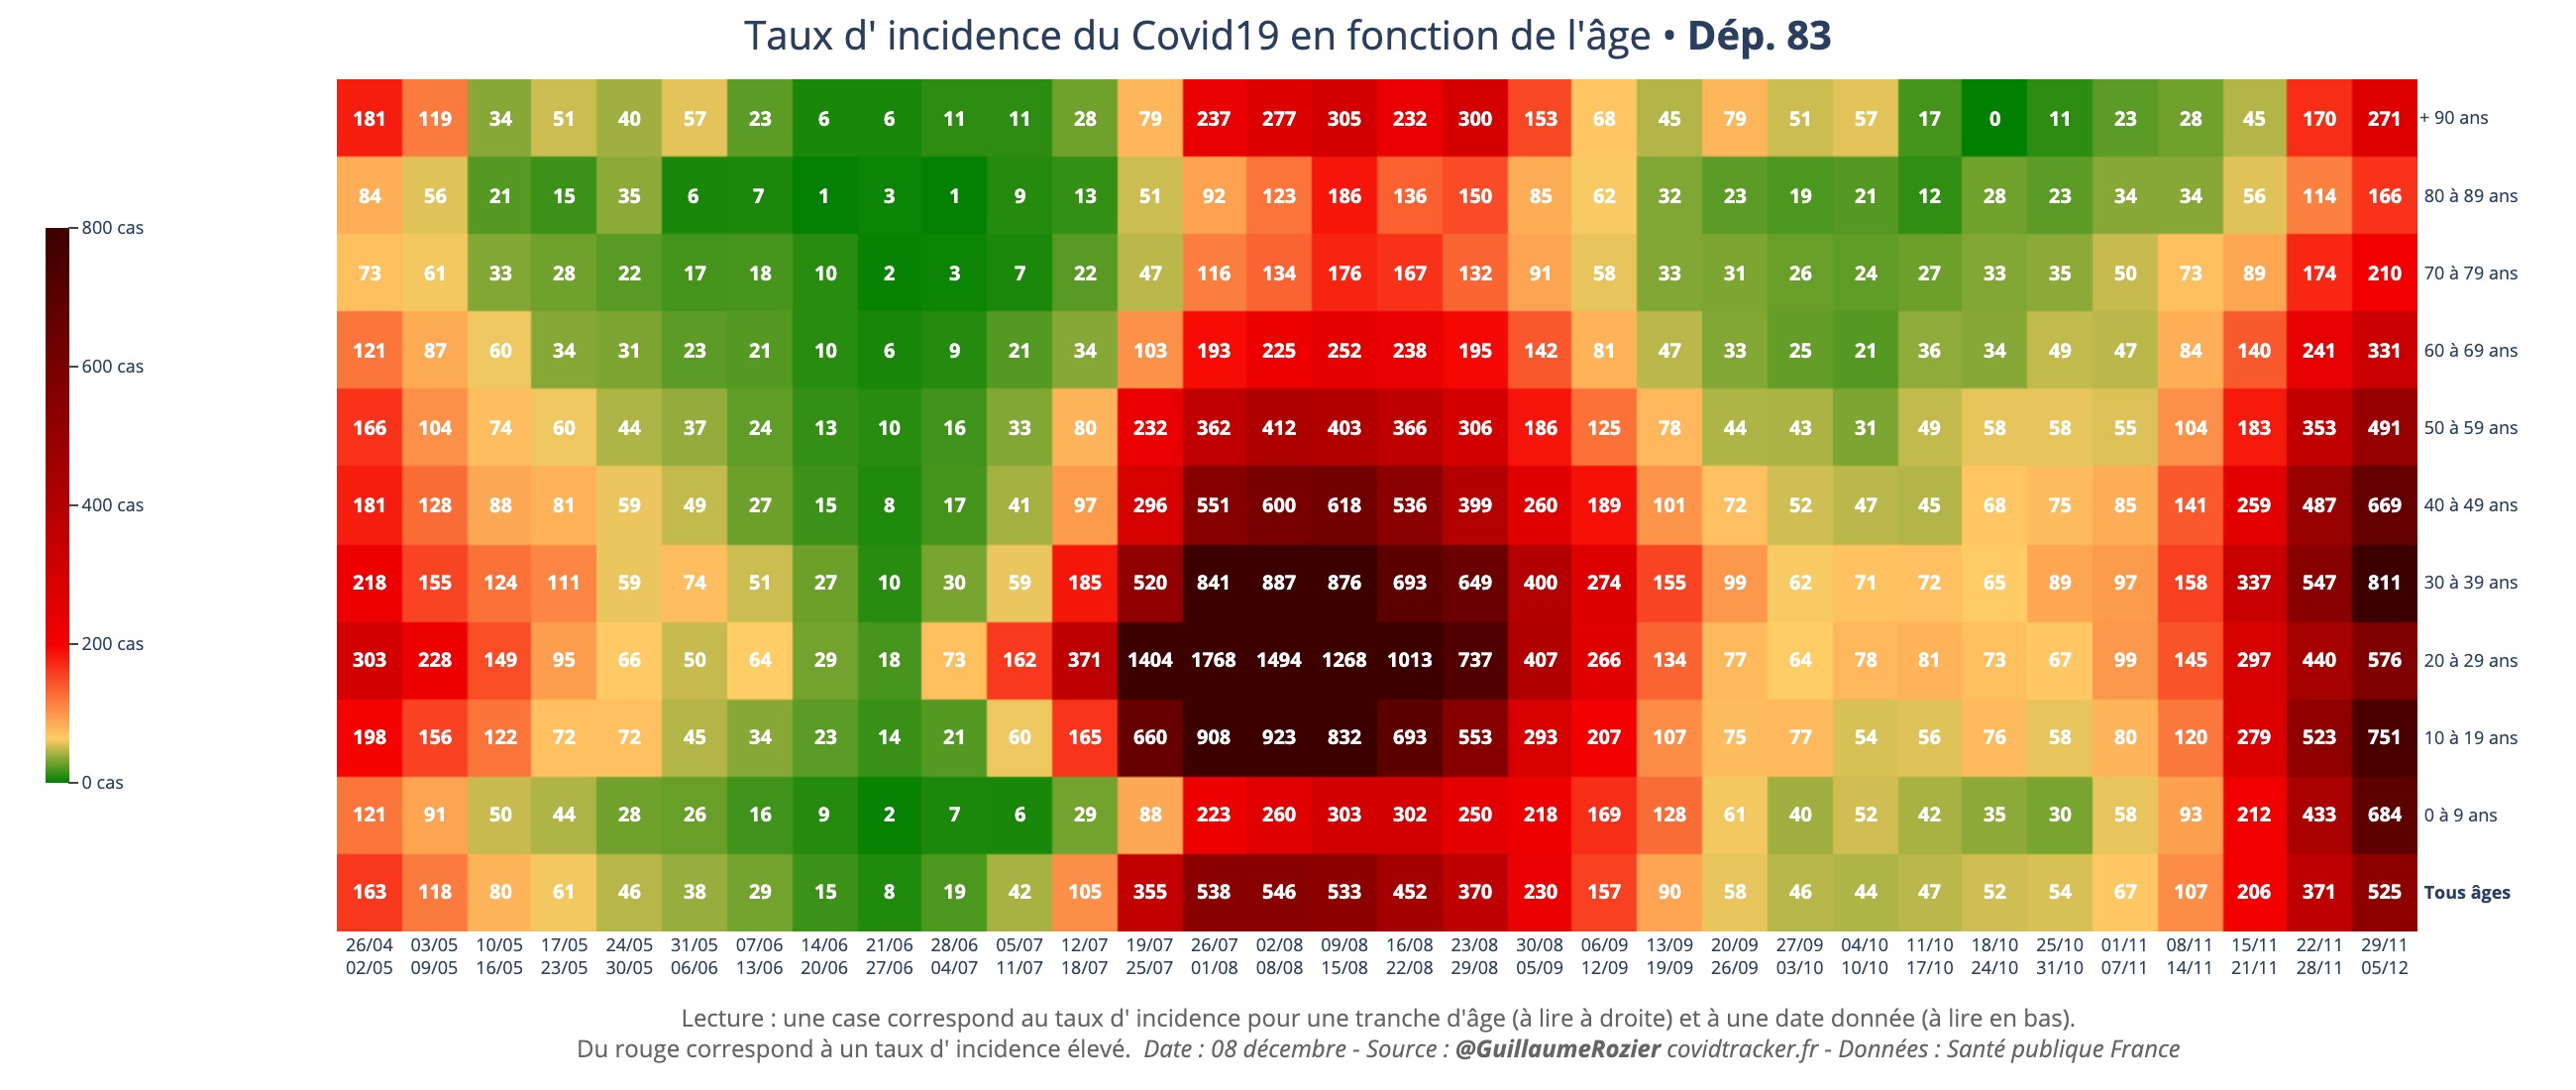 Taux d' incidence du Covid19 en fonction de l'âge • Dép. 83
800 cas
600 cas
400 cas
200 cas
0 cas
181 119 34 51 40 57 23 6 6 11 11 28 79 237 277 305 232 300 153 68 45 79 51 57 17 0 11 23 28 45 170 271 + 90 ans
84 56 21 15 35 6 7 1 3 1 9 13 51 92 123 186 136 150 85 62 32 23 19 21 12 28 23 34 34 56 114 166 80 à 89 ans
73 61 33 28 22 17 18 10 2 3 7 22 47 116 134 176 167 132 91 58 33 31 26 24 27 33 35 50 73 89 174 210 70 à 79 ans
121 87 60 34 31 23 21 10 6 9 21 34 103 193 225 252 238 195 142 81 47 33 25 21 36 34 49 47 84 140 241 331 60 à 69 ans
166 104 74 60 44 37 24 13 10 16 33 80 232 362 412 403 366 306 186 125 78 44 43 31 49 58 58 55 104 183 353 491 50 à 59 ans
181 128 88 81 59 49 27 15 8 17 41 97 296 551 600 618 536 399 260 189 101 72 52 47 45 68 75 85 141 259 487 669 40 à 49 ans
218 155 124 111 59 74 51 27 10 30 59 185 520 841 887 876 693 649 400 274 155 99 62 71 72 65 89 97 158 337 547 811 30 à 39 ans
303 228 149 95 66 50 64 29 18 73 162 371 1404 1768 1494 1268 1013 737 407 266 134 77 64 78 81 73 67 99 145 297 440 576 20 à 29 ans
198 156 122 72 72 45 34 23 14 21 60 165 660 908 923 832 693 553 293 207 107 75 77 54 56 76 58 80 120 279 523 751 10 à 19 ans
121 91 50 44 28 26 16 9 2 7 6 29 88 223 260 303 302 250 218 169 128 61 40 52 42 35 30 58 93 212 433 684 0 à 9 ans
163 118 80 61 46 38 29 15 8 19 42 105 355 538 546 533 452 370 230 157 90 58 46 44 47 52 54 67 107 206 371 525 Tous âges
26/04 03/05 10/05 17/05 24/05 31/05 07/06 14/06 21/06 28/06 05/07 12/07 19/07 26/07 02/08 09/08 16/08 23/08 30/08 06/09 13/09 20/09 27/09 04/10 11/10 18/10 25/10 01/11 08/11 15/11 22/11 29/11
02/05 09/05 16/05 23/05 30/05 06/06 13/06 20/06 27/06 04/07 11/07 18/07 25/07 01/08 08/08 15/08 22/08 29/08 05/09 12/09 19/09 26/09 03/10 10/10 17/10 24/10 31/10 07/11 14/11 21/11 28/11 05/12
Lecture : une case correspond au taux d' incidence pour une tranche d'âge (à lire à droite) et à une date donnée (à lire en bas).
Du rouge correspond à un taux d' incidence élevé. Date : 08 décembre - Source : @GuillaumeRozier covidtracker.fr - Données : Santé publique France